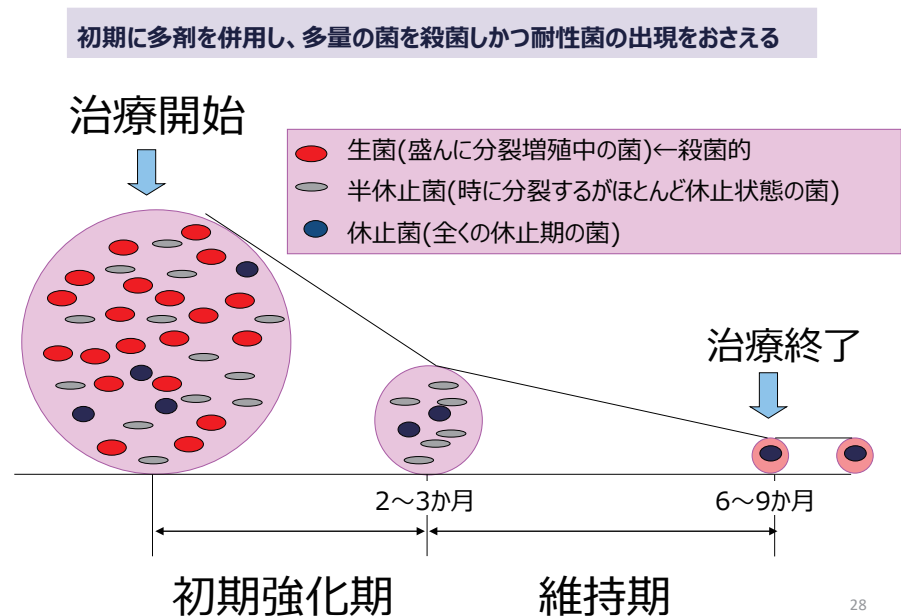 初期に多剤を併用し、多量の菌を殺菌しかつ耐性菌の出現をおさえる
治療開始
生菌(盛んに分裂増殖中の菌)←殺菌的
半休止菌(時に分裂するがほとんど休止状態の菌)
休止菌(全くの休止期の菌)
治療終了
2～3か月
6～9か月
初期強化期
維持期
28